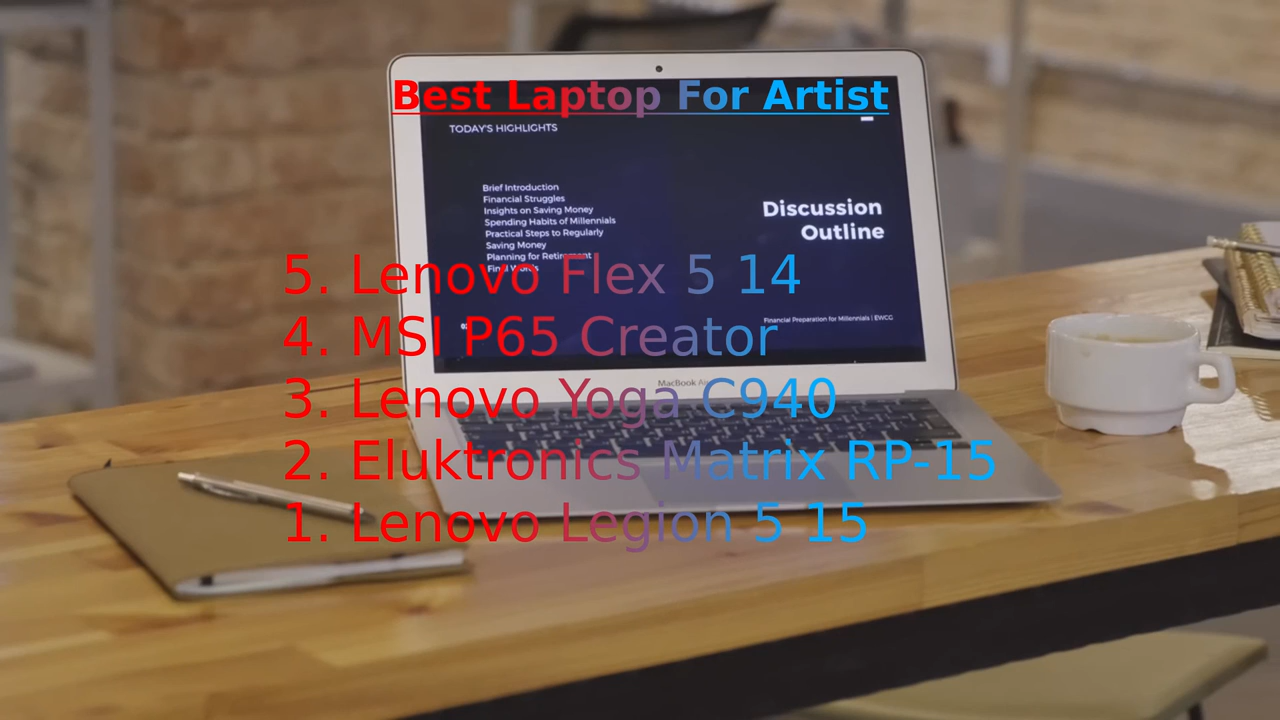 Best Laptop For Artist
TODAY'S HIGHLIGHTS
Brief Introduction
Financial Struggles
Insights on Saving Money
Spending Habits of Millennials
Practical Steps to Regularly
Saving Money
Planning for Retirement
Final Words
Discussion
Outline
Financial Preparation for Millennials | EWCG
5. Lenovo Flex 5 14
4. MSI P65 Creator
MacBook Air
3. Lenovo Yoga C940
2. Eluktronics Matrix RP-15
1. Lenovo Legion 5 15